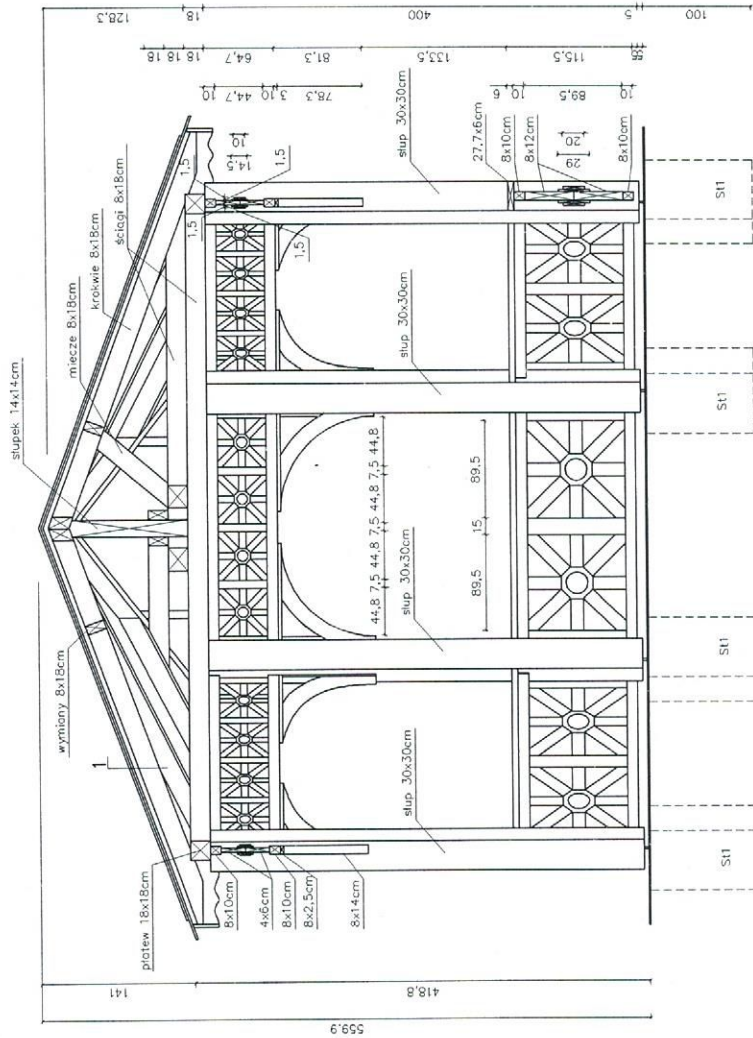 128,3
18
400
5
100
18 18 18
64,7
81,3
133,5
115,5
8 8
10
44,7
3,10
78,3
6
10
89,5
10
słupek 14x14cm
miecze 8x18cm
krokwie 8x18cm
ściągi 8x18cm
wymiany 8x18cm
1
płatew 18x18cm
1,5
1,5
1,5
1,5
10
14,5
słup 30x30cm
27,7x6cm
8x10cm
8x12cm
20
29
8x10cm
słup 30x30cm
44,8 7,5 44,8 7,5 44,8 7,5 44,8
89,5 15 89,5
słup 30x30cm
słup 30x30cm
8x10cm
4x6cm
8x10cm
8x2,5cm
8x14cm
St1
St1
St1
St1
141
418,8
559,9